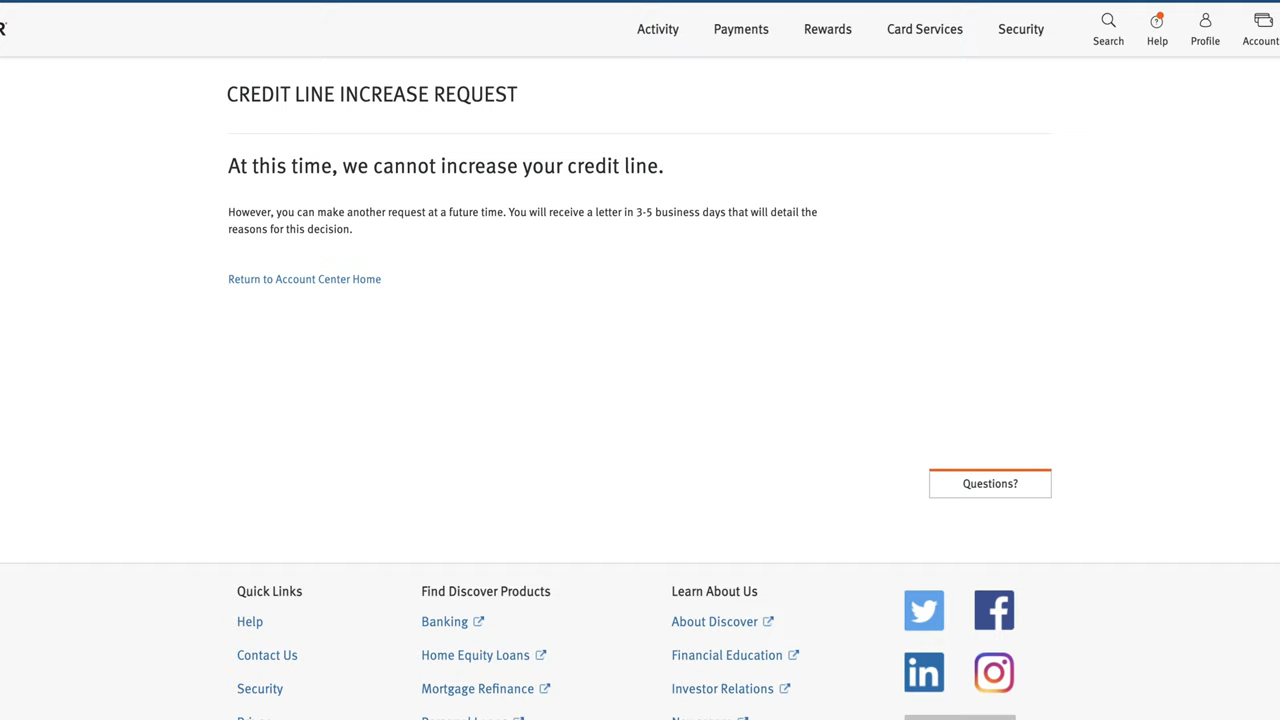 R
Activity Payments Rewards Card Services Security
Search Help Profile Account
CREDIT LINE INCREASE REQUEST
At this time, we cannot increase your credit line.
However, you can make another request at a future time. You will receive a letter in 3-5 business days that will detail the
reasons for this decision.
Return to Account Center Home
Questions?
Quick Links
Help
Contact Us
Security
Find Discover Products
Banking
Home Equity Loans
Mortgage Refinance
Learn About Us
About Discover
Financial Education
Investor Relations